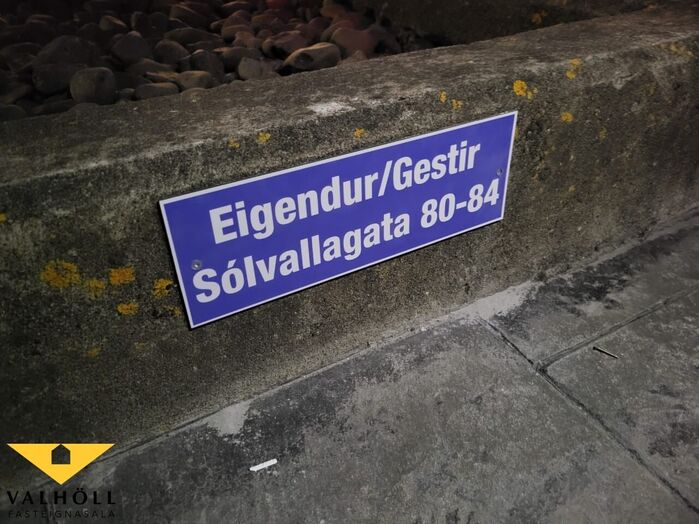 Eigendur/Gestir
Sólvallagata 80-84
VALHÖLL
FASTEIGNASALA